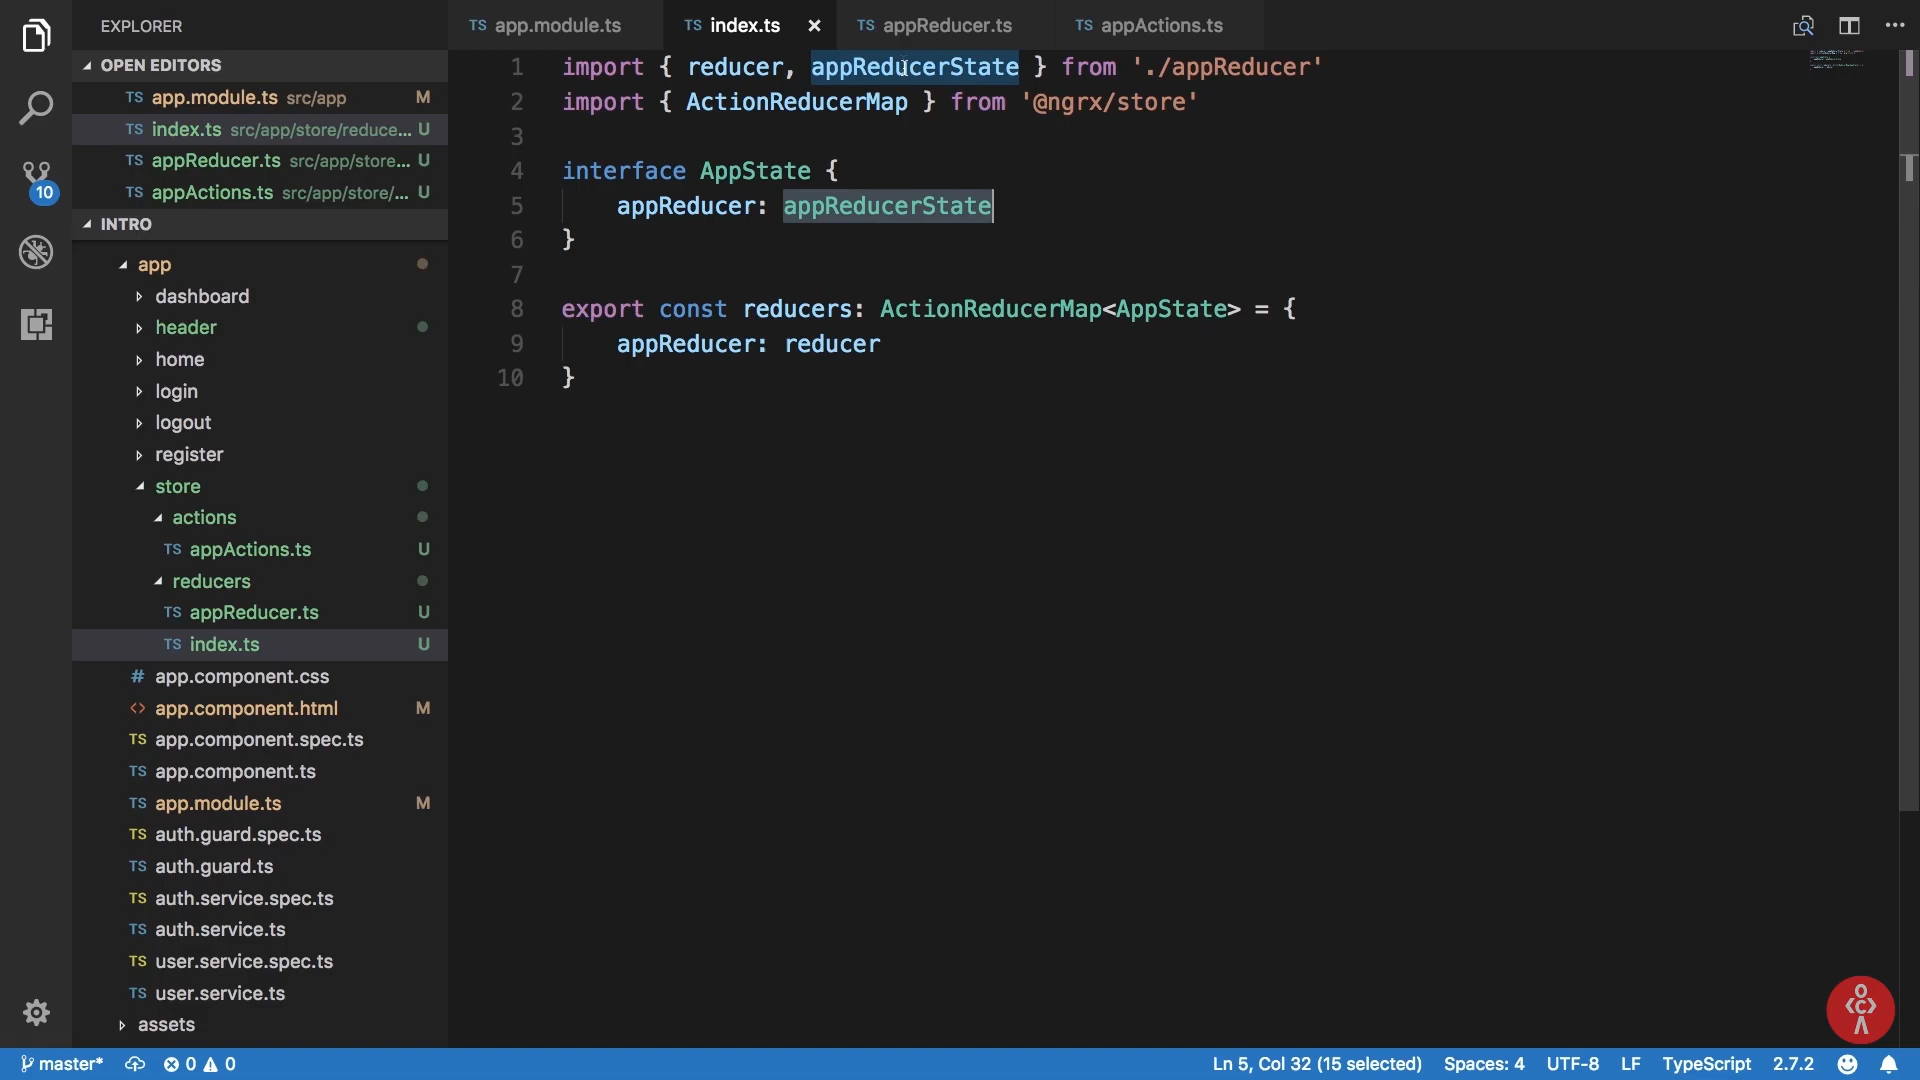 EXPLORER
OPEN EDITORS
TS app.module.ts src/app M
TS index.ts src/app/store/reduce... U
TS appReducer.ts src/app/store... U
TS appActions.ts src/app/store/... U
INTRO
app
dashboard
header
home
login
logout
register
store
actions
TS appActions.ts U
reducers
TS appReducer.ts U
TS index.ts U
# app.component.css
<> app.component.html M
TS app.component.spec.ts
TS app.component.ts
TS app.module.ts M
TS auth.guard.spec.ts
TS auth.guard.ts
TS auth.service.spec.ts
TS auth.service.ts
TS user.service.spec.ts
TS user.service.ts
assets
10
TS app.module.ts TS index.ts × TS appReducer.ts TS appActions.ts
1 import { reducer, appReducerState } from './appReducer'
2 import { ActionReducerMap } from '@ngrx/store'
3
4 interface AppState {
5 appReducer: appReducerState
6 }
7
8 export const reducers: ActionReducerMap<AppState> = {
9 appReducer: reducer
10 }
master* 0 0 Ln 5, Col 32 (15 selected) Spaces: 4 UTF-8 LF TypeScript 2.7.2